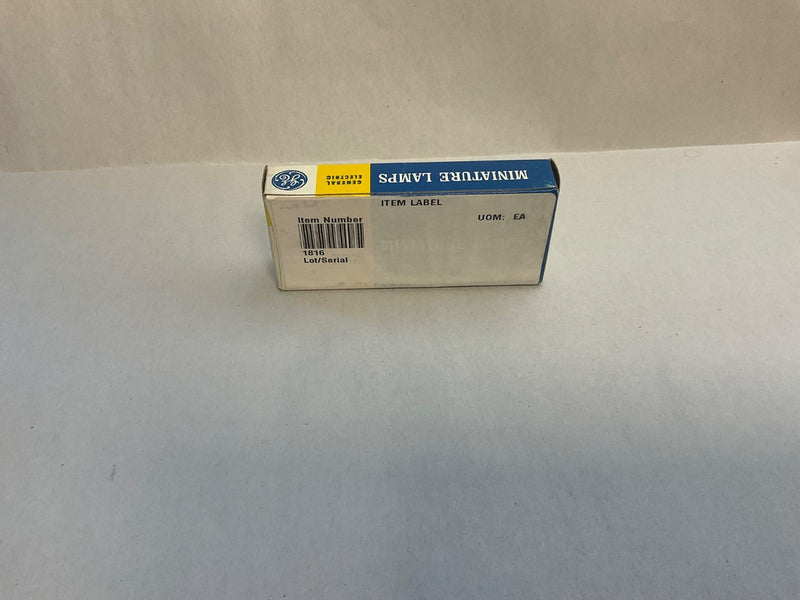 GENERAL
ELECTRIC
MINIATURE LAMPS
ITEM LABEL
Item Number
UOM: EA
1816
Lot/Serial